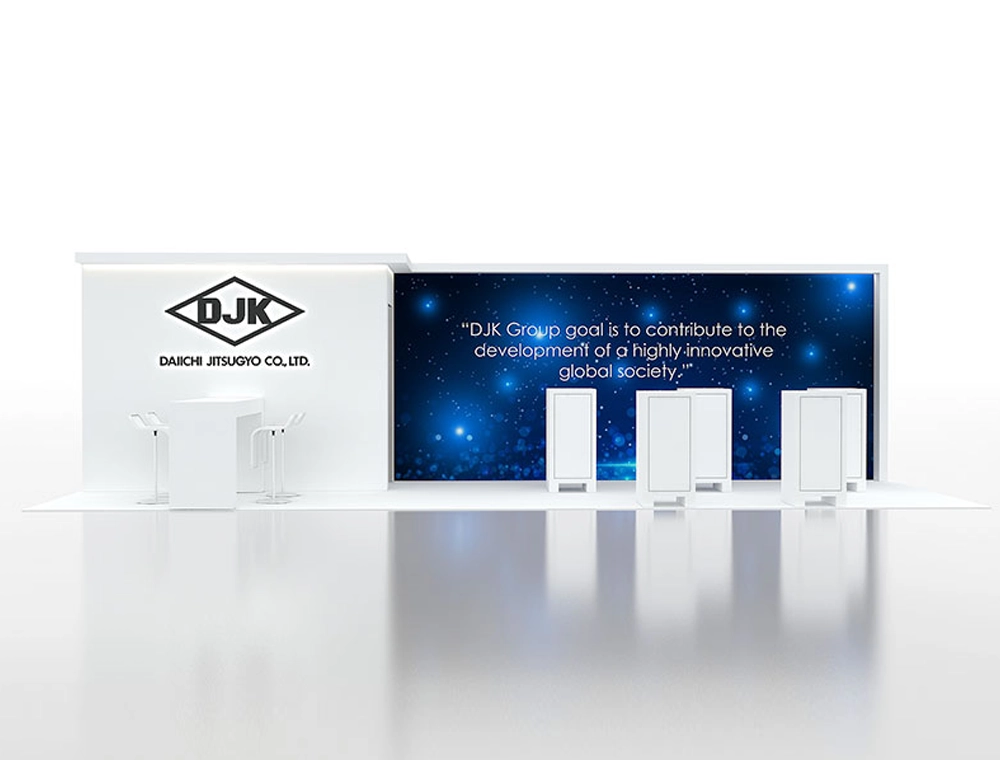 DJK
DAIICHI JITSUGYO CO., LTD.
“DJK Group goal is to contribute to the
development of a highly innovative
global society.”